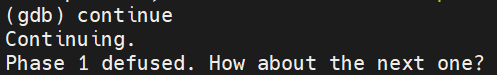 (gdb) continue
Continuing.
Phase 1 defused. How about the next one?